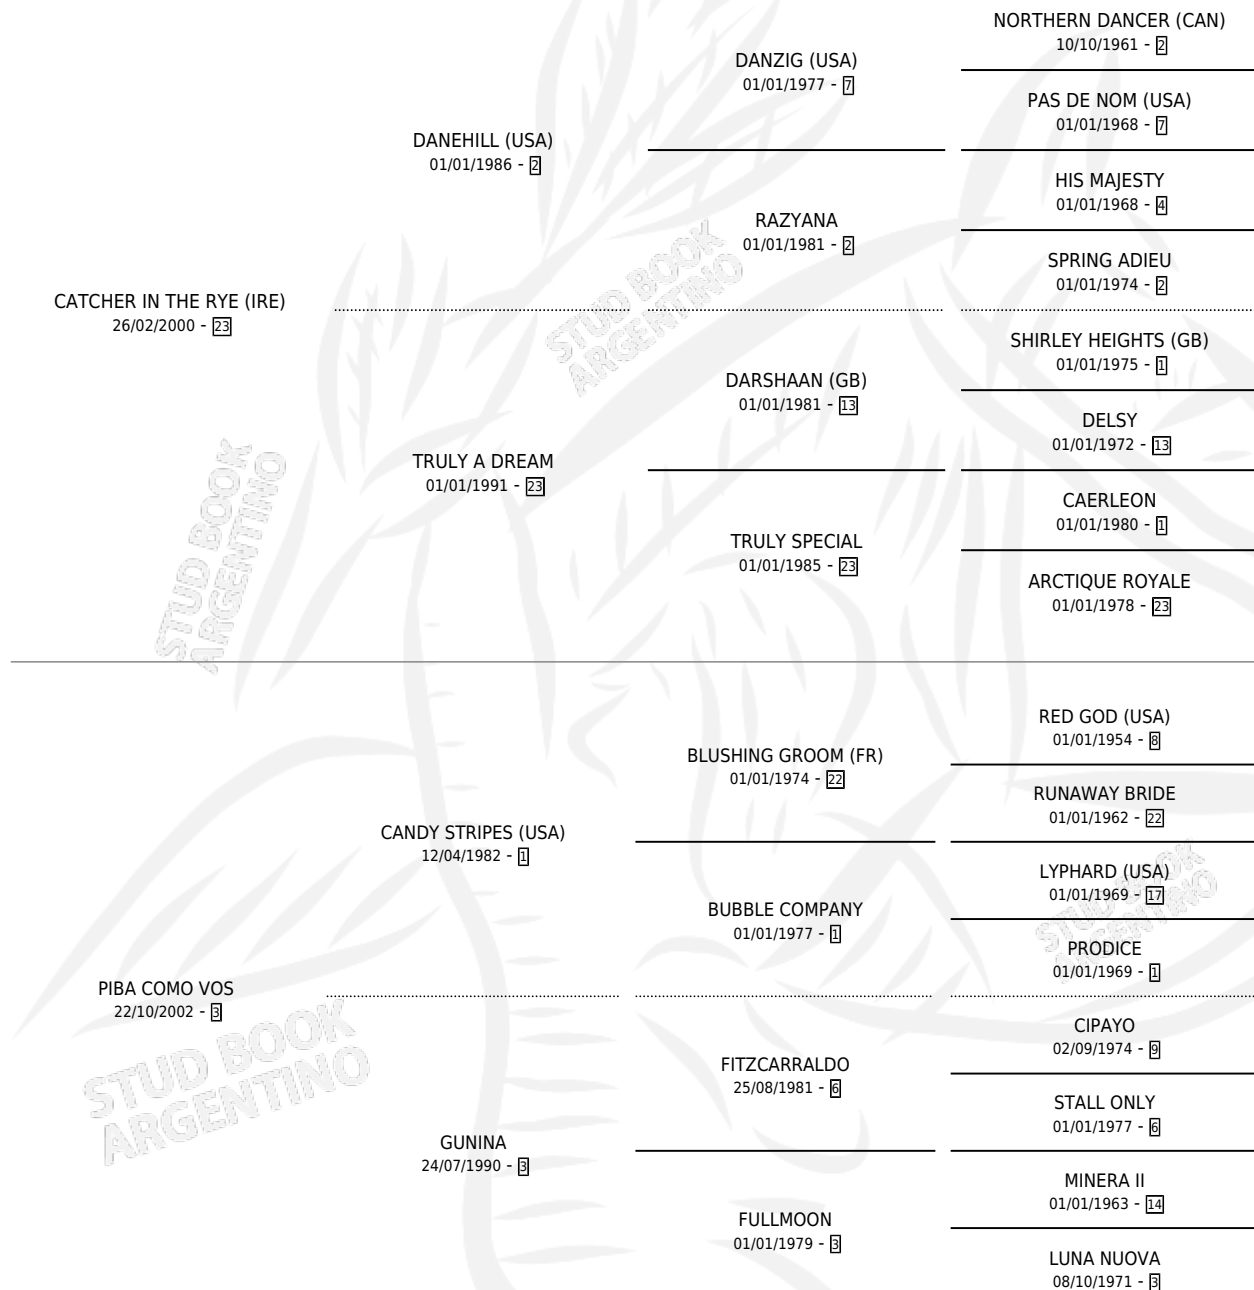 NORTHERN DANCER (CAN)
10/10/1961 - 2
DANZIG (USA)
01/01/1977 - 7
PAS DE NOM (USA)
01/01/1968 - 7
DANEHILL (USA)
01/01/1986 - 2
HIS MAJESTY
01/01/1968 - 4
RAZYANA
01/01/1981 - 2
SPRING ADIEU
01/01/1974 - 2
CATCHER IN THE RYE (IRE)
26/02/2000 - 23
SHIRLEY HEIGHTS (GB)
01/01/1975 - 1
DARSHAAN (GB)
01/01/1981 - 13
DELSY
01/01/1972 - 13
TRULY A DREAM
01/01/1991 - 23
CAERLEON
01/01/1980 - 1
TRULY SPECIAL
01/01/1985 - 23
ARCTIQUE ROYALE
01/01/1978 - 23
RED GOD (USA)
01/01/1954 - 8
BLUSHING GROOM (FR)
01/01/1974 - 22
RUNAWAY BRIDE
01/01/1962 - 22
CANDY STRIPES (USA)
12/04/1982 - 1
LYPHARD (USA)
01/01/1969 - 17
BUBBLE COMPANY
01/01/1977 - 1
PRODICE
01/01/1969 - 1
PIBA COMO VOS
22/10/2002 - 3
CIPAYO
02/09/1974 - 9
FITZCARRALDO
25/08/1981 - 6
STALL ONLY
01/01/1977 - 6
GUNINA
24/07/1990 - 3
MINERA II
01/01/1963 - 14
FULLMOON
01/01/1979 - 3
LUNA NUOVA
08/10/1971 - 3
STUD BOOK
ARGENTINO
STUD BOOK
ARGENTINO
STUD BOOK
ARGENTINO
STUD BOOK
ARGENTINO